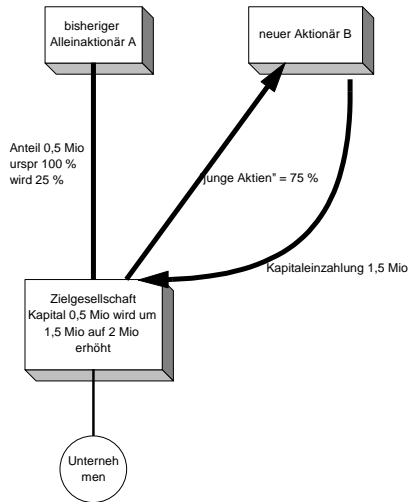 bisheriger
Alleinaktionär A
neuer Aktionär B
Anteil 0,5 Mio
urspr 100 %
wird 25 %
"junge Aktien" = 75 %
Kapitaleinzahlung 1,5 Mio
Zielgesellschaft
Kapital 0,5 Mio wird um
1,5 Mio auf 2 Mio
erhöht
Unterneh
men